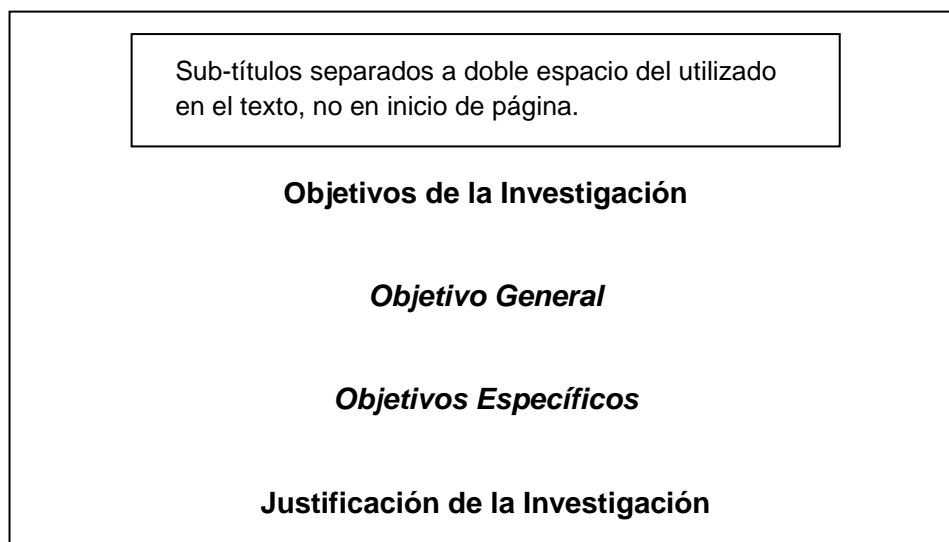 Sub-títulos separados a doble espacio del utilizado
en el texto, no en inicio de página.
Objetivos de la Investigación
Objetivo General
Objetivos Específicos
Justificación de la Investigación